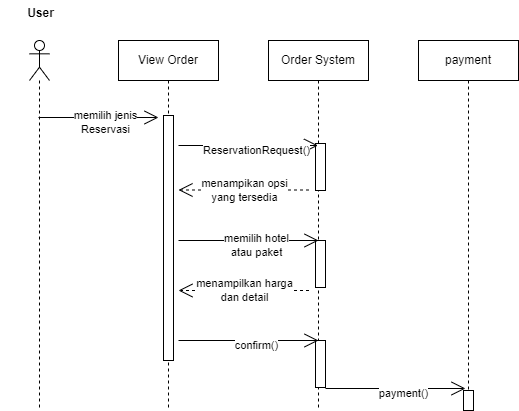 User
View Order
Order System
payment
memilih jenis
Reservasi
ReservationRequest()
menampikan opsi
yang tersedia
memilih hotel
atau paket
menampilkan harga
dan detail
confirm()
payment()